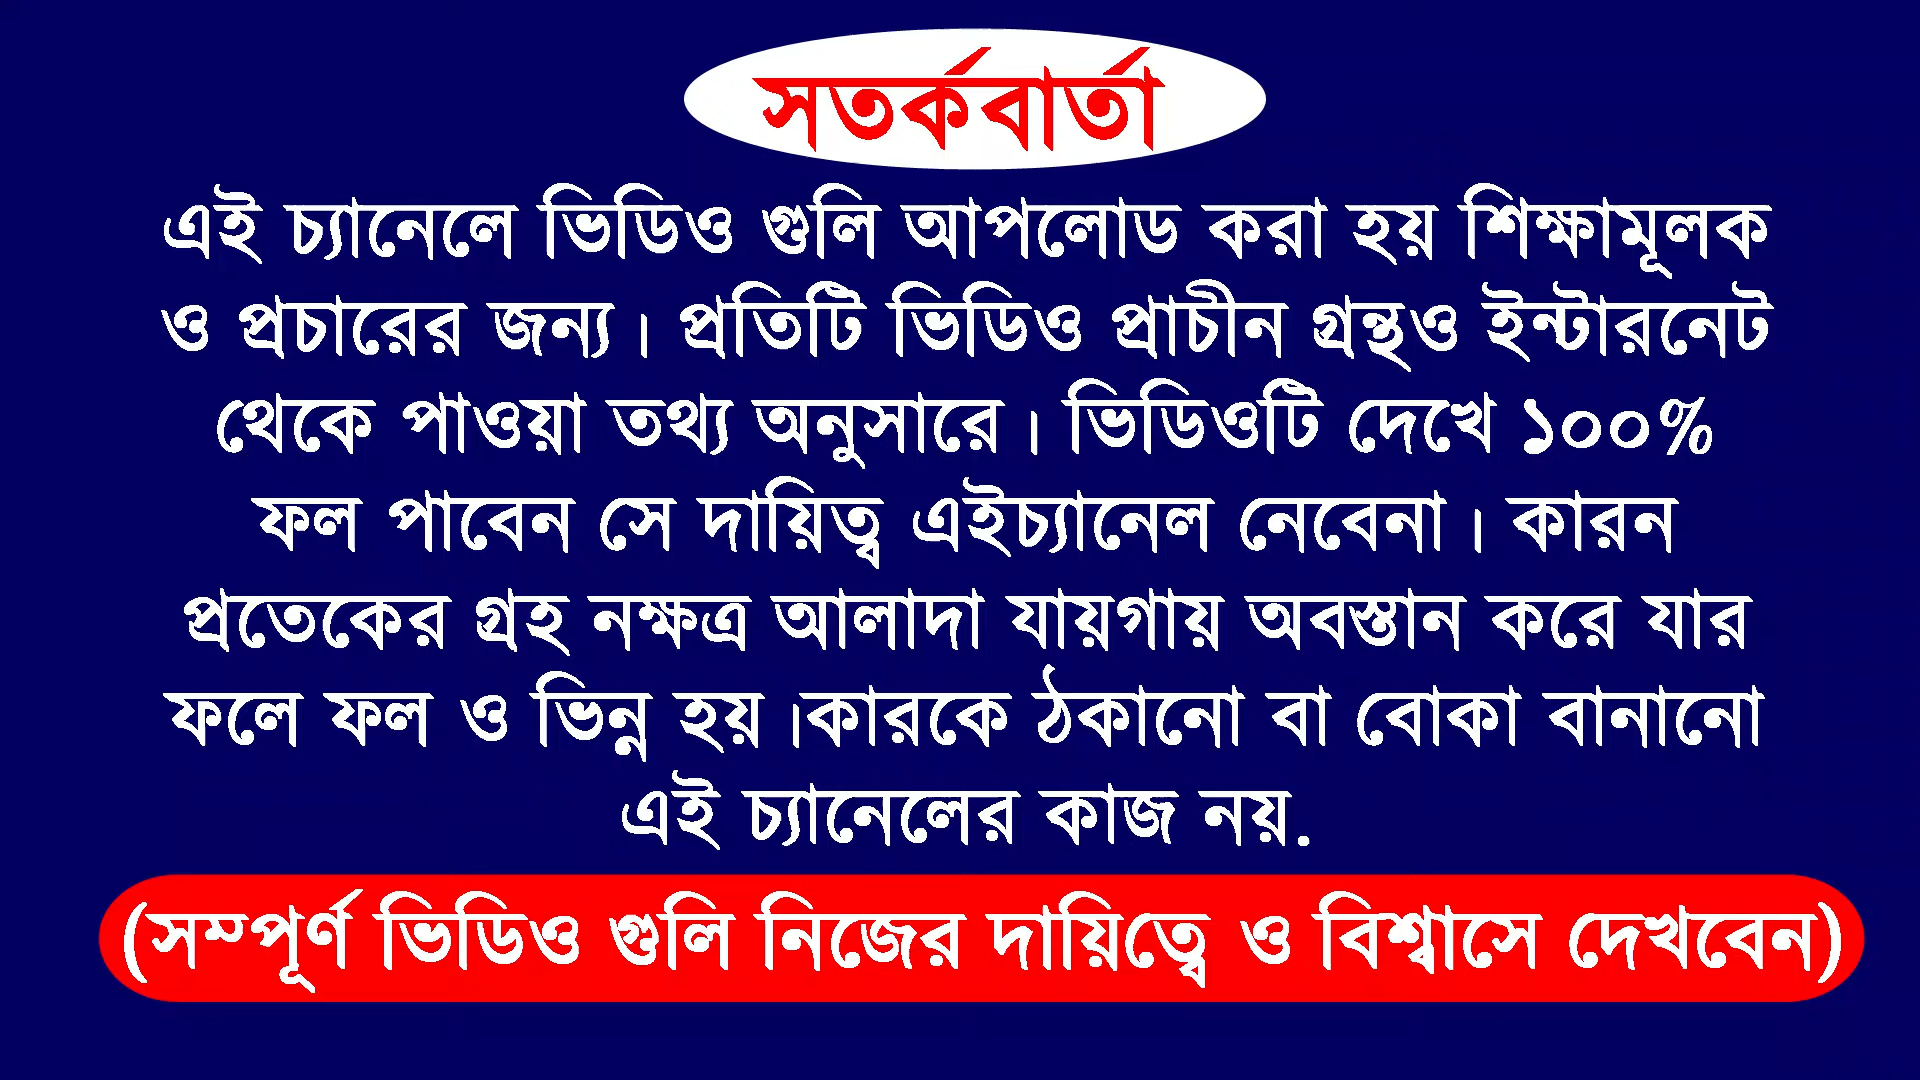 সতর্কবার্তা
এই চ্যানেলে ভিডিও গুলি আপলোড করা হয় শিক্ষামূলক
ও প্রচারের জন্য। প্রতিটি ভিডিও প্রাচীন গ্রন্থও ইন্টারনেট
থেকে পাওয়া তথ্য অনুসারে। ভিডিওটি দেখে ১০০%
ফল পাবেন সে দায়িত্ব এইচ্যানেল নেবেনা। কারন
প্রতেকের গ্রহ নক্ষত্র আলাদা যায়গায় অবস্তান করে যার
ফলে ফল ও ভিন্ন হয়।কারকে ঠকানো বা বোকা বানানো
এই চ্যানেলের কাজ নয়.
(সম্পূর্ণ ভিডিও গুলি নিজের দায়িত্বে ও বিশ্বাসে দেখবেন)